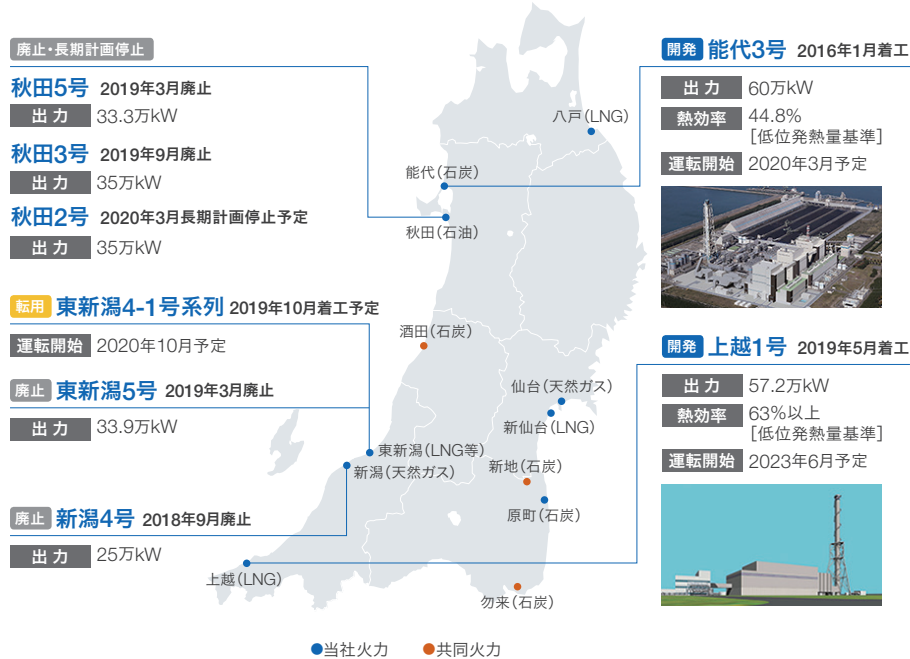 廃止・長期計画停止
秋田5号 2019年3月廃止
出力 33.3万kW
秋田3号 2019年9月廃止
出力 35万kW
秋田2号 2020年3月長期計画停止予定
出力 35万kW
転用 東新潟4-1号系列 2019年10月着工予定
運転開始 2020年10月予定
廃止 東新潟5号 2019年3月廃止
出力 33.9万kW
廃止 新潟4号 2018年9月廃止
出力 25万kW
八戸(LNG)
能代(石炭)
秋田(石油)
酒田(石炭)
仙台(天然ガス)
新仙台(LNG)
東新潟(LNG等)
新潟(天然ガス)
新地(石炭)
原町(石炭)
上越(LNG)
勿来(石炭)
開発 能代3号 2016年1月着工
出力 60万kW
熱効率 44.8%
[低位発熱量基準]
運転開始 2020年3月予定
開発 上越1号 2019年5月着工
出力 57.2万kW
熱効率 63%以上
[低位発熱量基準]
運転開始 2023年6月予定
●当社火力 ●共同火力